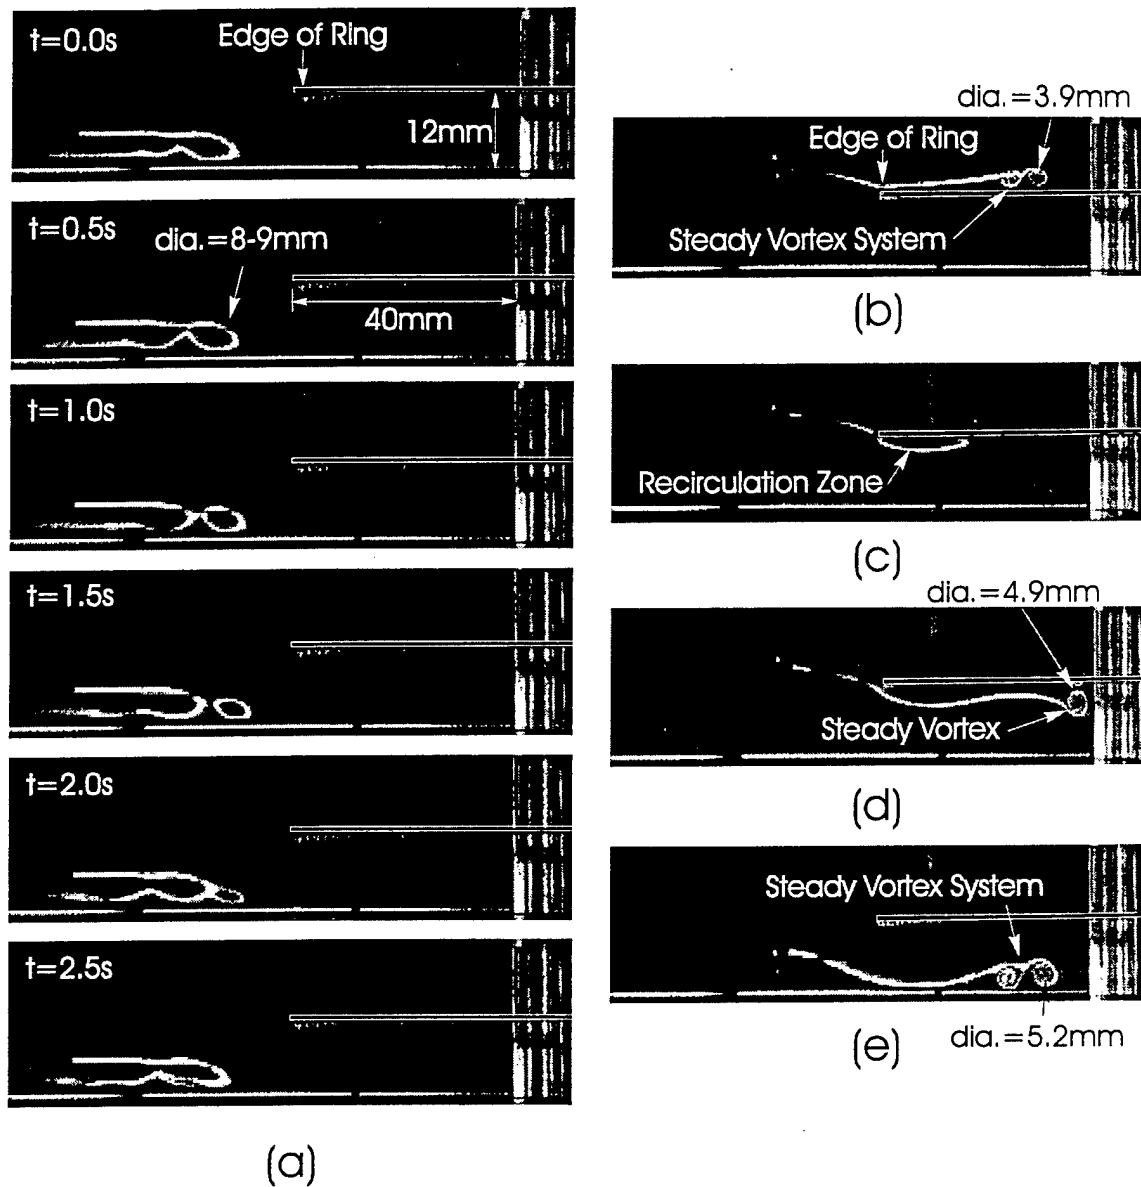 t=0.0s
Edge of Ring
12mm
t=0.5s
dia.=8-9mm
40mm
t=1.0s
t=1.5s
t=2.0s
t=2.5s
(a)
dia.=3.9mm
Edge of Ring
Steady Vortex System
(b)
Recirculation Zone
(c)
dia.=4.9mm
Steady Vortex
(d)
Steady Vortex System
(e)
dia.=5.2mm